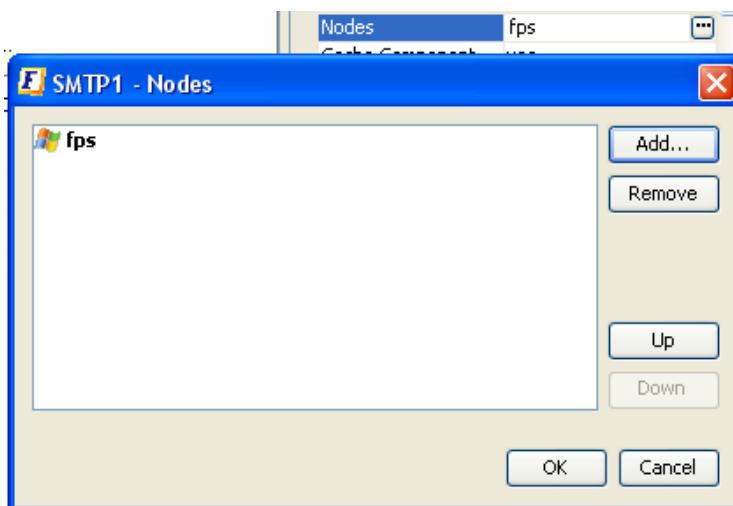 Nodes fps
SMTP1 - Nodes
fps
Add...
Remove
Up
Down
OK Cancel